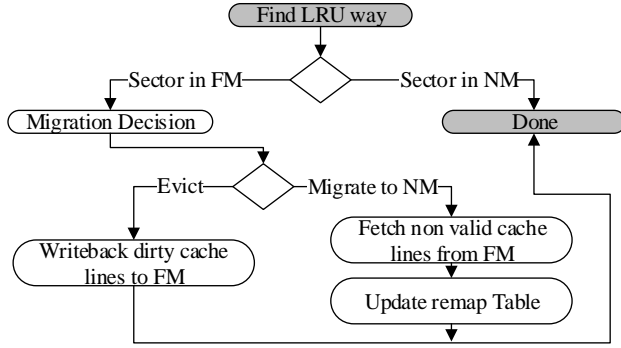 Find LRU way
Sector in FM
Sector in NM
Migration Decision
Done
Evict
Migrate to NM
Writeback dirty cache
lines to FM
Fetch non valid cache
lines from FM
Update remap Table